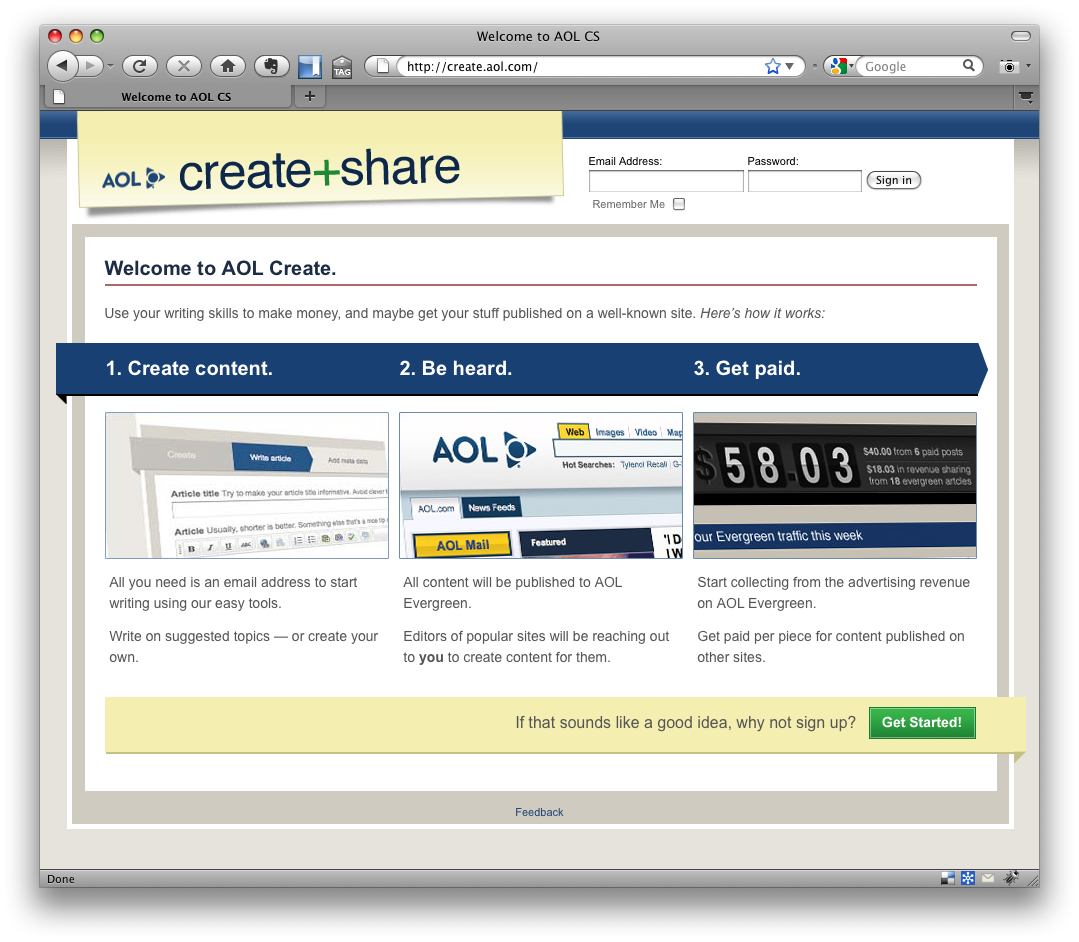 Welcome to AOL CS
TAG
http://create.aol.com/
Google
Welcome to AOL CS
+
AOL create+share
Email Address:
Password:
Sign in
Remember Me
Welcome to AOL Create.
Use your writing skills to make money, and maybe get your stuff published on a well-known site. Here's how it works:
1. Create content.
2. Be heard.
3. Get paid.
Create
Write article
Add meta data
Article title Try to make your article title informative. Avoid clever t
Article Usually, shorter is better. Something else that's a nice tip
B I U ABC
AOL
Web
Images
Video
Map
Hot Searches: Tylenol Recall G-
AOL.com
News Feeds
AOL Mail
Featured
'I D
I W
$58.03
$40.00 from 6 paid posts
$18.03 in revenue sharing
from 18 evergreen articles
our Evergreen traffic this week
All you need is an email address to start
writing using our easy tools.
Write on suggested topics — or create your
own.
All content will be published to AOL
Evergreen.
Editors of popular sites will be reaching out
to you to create content for them.
Start collecting from the advertising revenue
on AOL Evergreen.
Get paid per piece for content published on
other sites.
If that sounds like a good idea, why not sign up?
Get Started!
Feedback
Done